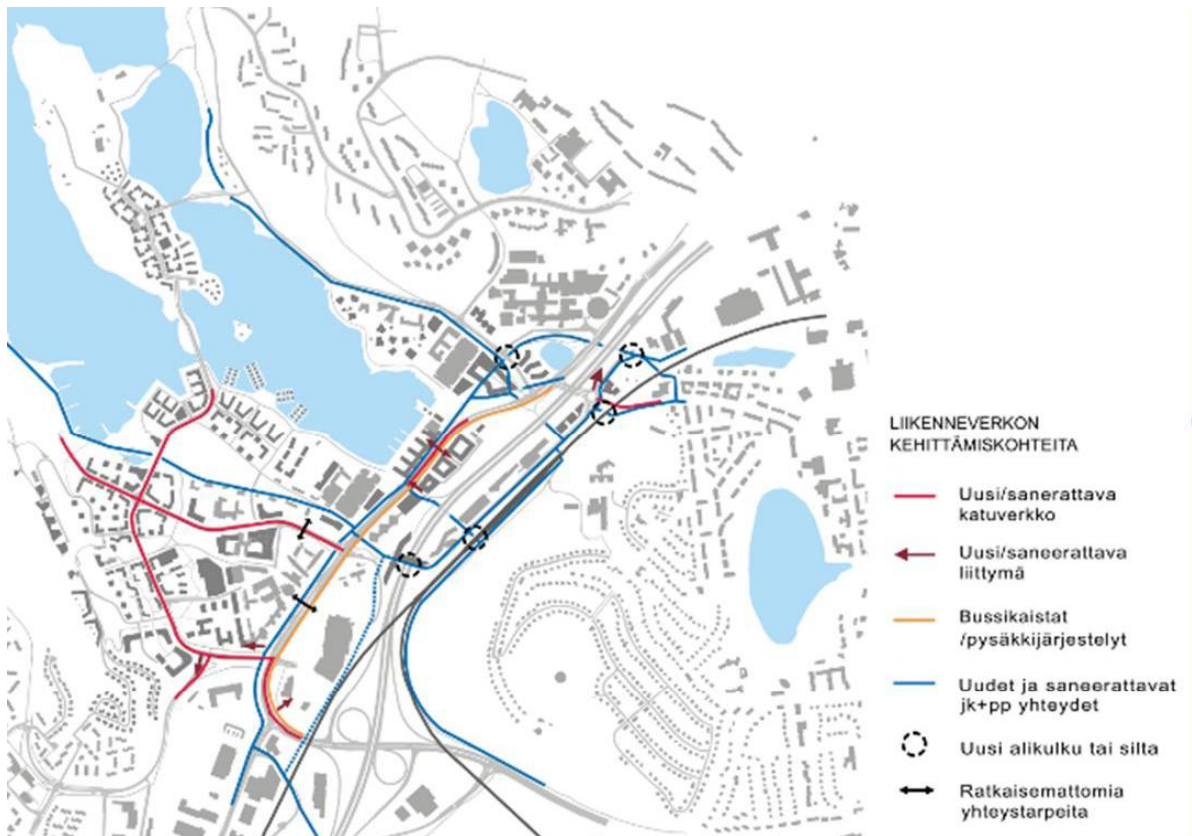 LIIKENNEVERKON
KEHITTÄMISKOHTEITA
Uusi/sanerattava
katuverkko
Uusi/saneerattava
liittymä
Bussikaistat
/pysäkkijärjestelyt
Uudet ja saneerattavat
jk+pp yhteydet
Uusi alikulku tai silta
Ratkaisemattomia
yhteystarpeita